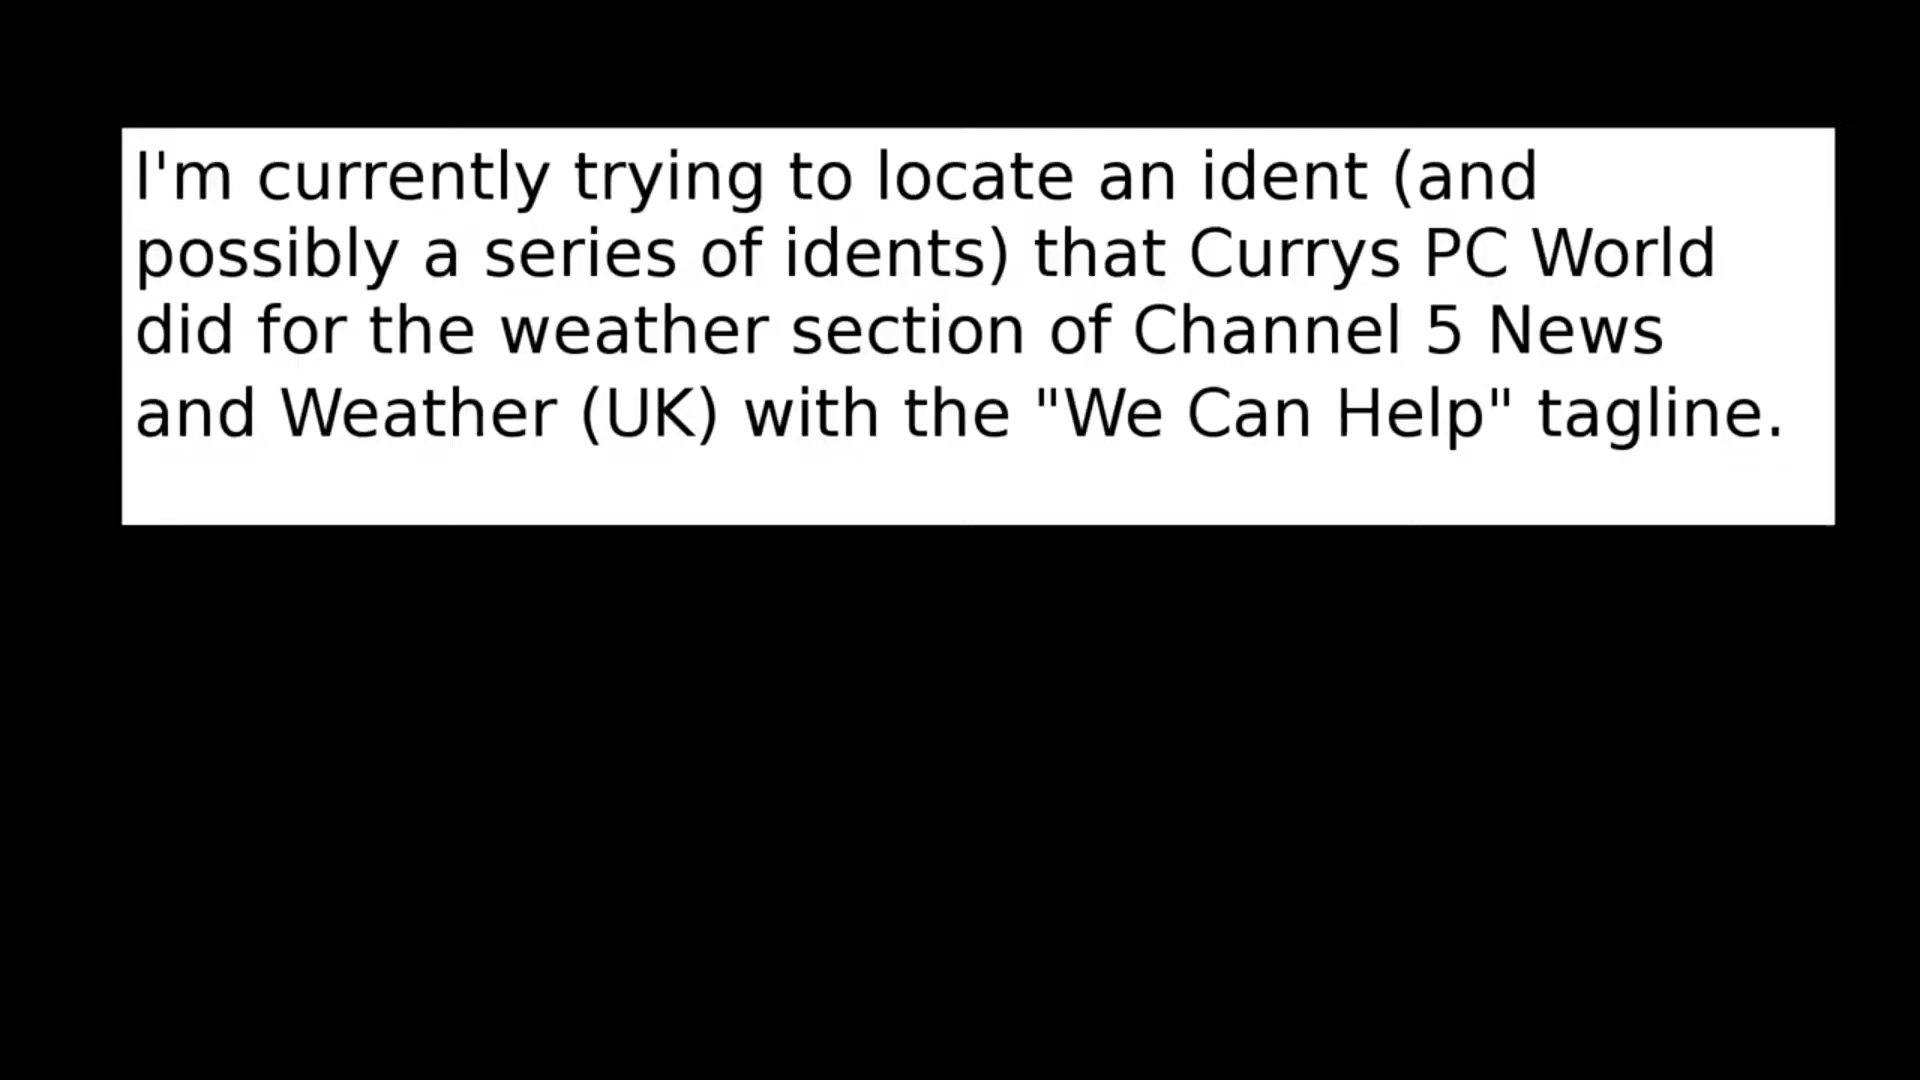 I'm currently trying to locate an ident (and
possibly a series of idents) that Currys PC World
did for the weather section of Channel 5 News
and Weather (UK) with the "We Can Help" tagline.